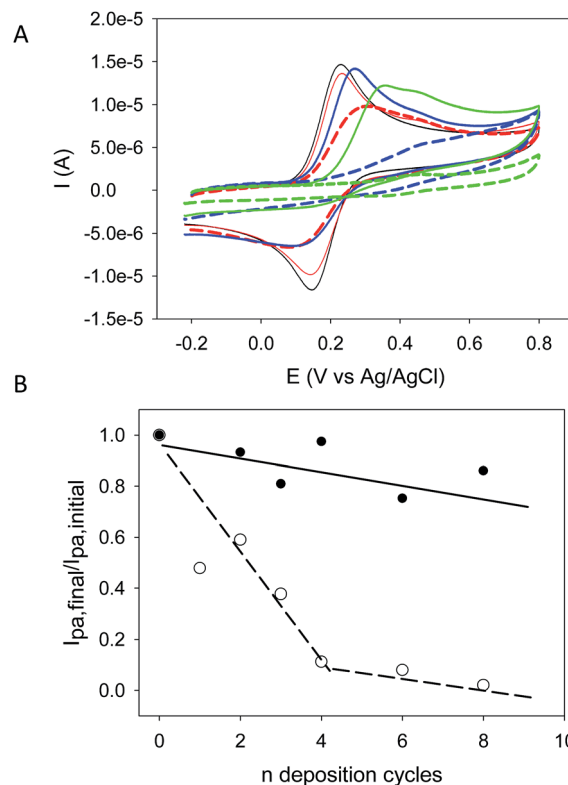 A
I (A)
2.0e-5
1.5e-5
1.0e-5
5.0e-6
0.0
-5.0e-6
-1.0e-5
-1.5e-5
-0.2 0.0 0.2 0.4 0.6 0.8
E (V vs Ag/AgCl)
B
Ipa,final/Ipa,initial
1.0
0.8
0.6
0.4
0.2
0.0
0 2 4 6 8 10
n deposition cycles